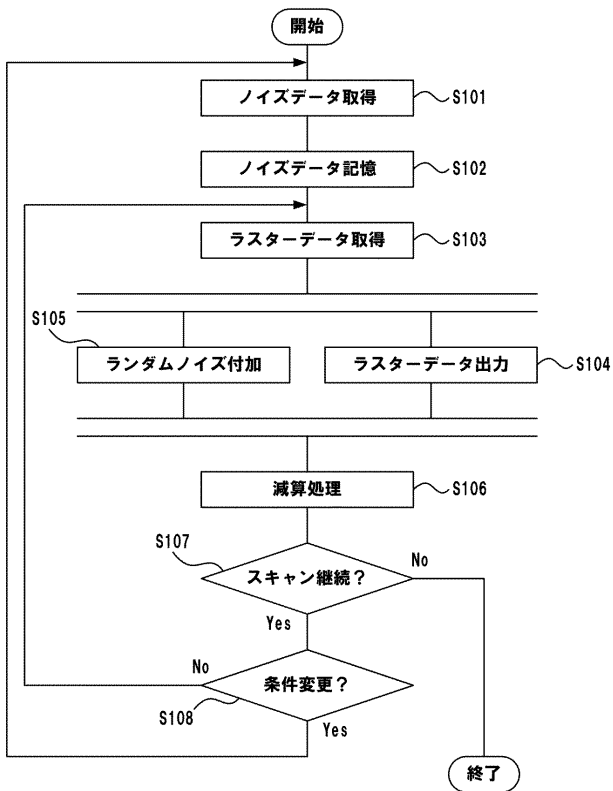 開始
ノイズデータ取得
S101
ノイズデータ記憶
S102
ラスターデータ取得
S103
S105
ランダムノイズ付加
ラスターデータ出力
S104
減算処理
S106
S107
スキャン継続？
No
Yes
No
条件変更？
S108
Yes
終了